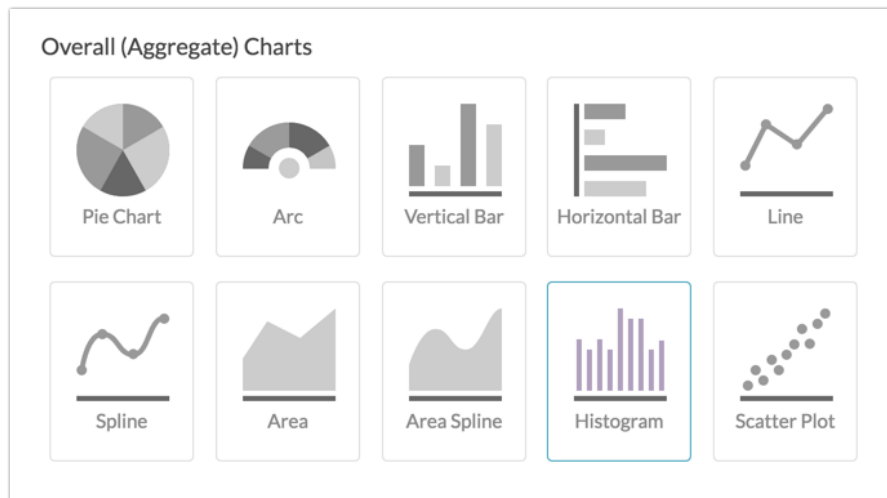 Overall (Aggregate) Charts
Pie Chart
Arc
Vertical Bar
Horizontal Bar
Line
Spline
Area
Area Spline
Histogram
Scatter Plot